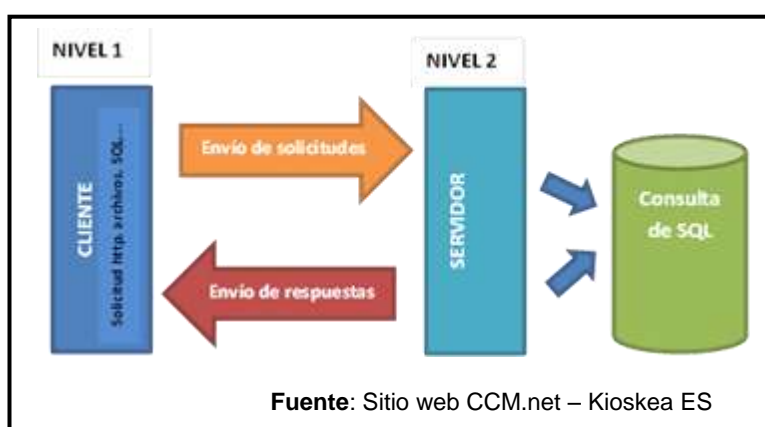 NIVEL 1
NIVEL 2
CLIENTE
Solicitud http, archivos, SQL...
Envío de solicitudes
Envío de respuestas
SERVIDOR
Consulta
de SQL
Fuente: Sitio web CCM.net – Kioskea ES